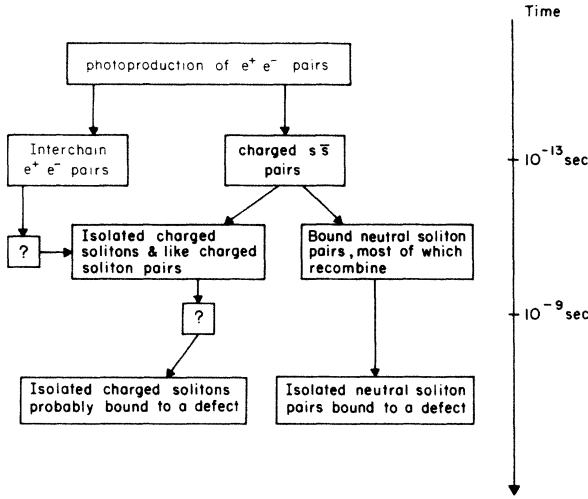 Time
photoproduction of e⁺ e⁻ pairs
Interchain
e⁺ e⁻ pairs
charged s s̅
pairs
10⁻¹³ sec
?
Isolated charged
solitons & like charged
soliton pairs
Bound neutral soliton
pairs, most of which
recombine
?
10⁻⁹ sec
Isolated charged solitons
probably bound to a defect
Isolated neutral soliton
pairs bound to a defect